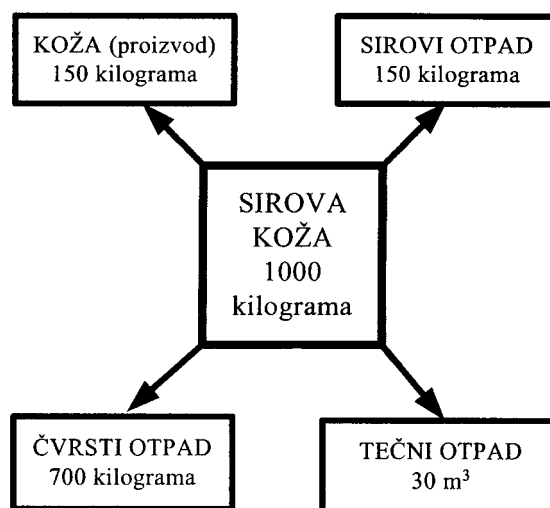 KOŽA (proizvod)
150 kilograma
SIROVI OTPAD
150 kilograma
SIROVA
KOŽA
1000
kilograma
ČVRSTI OTPAD
700 kilograma
TEČNI OTPAD
30 m³